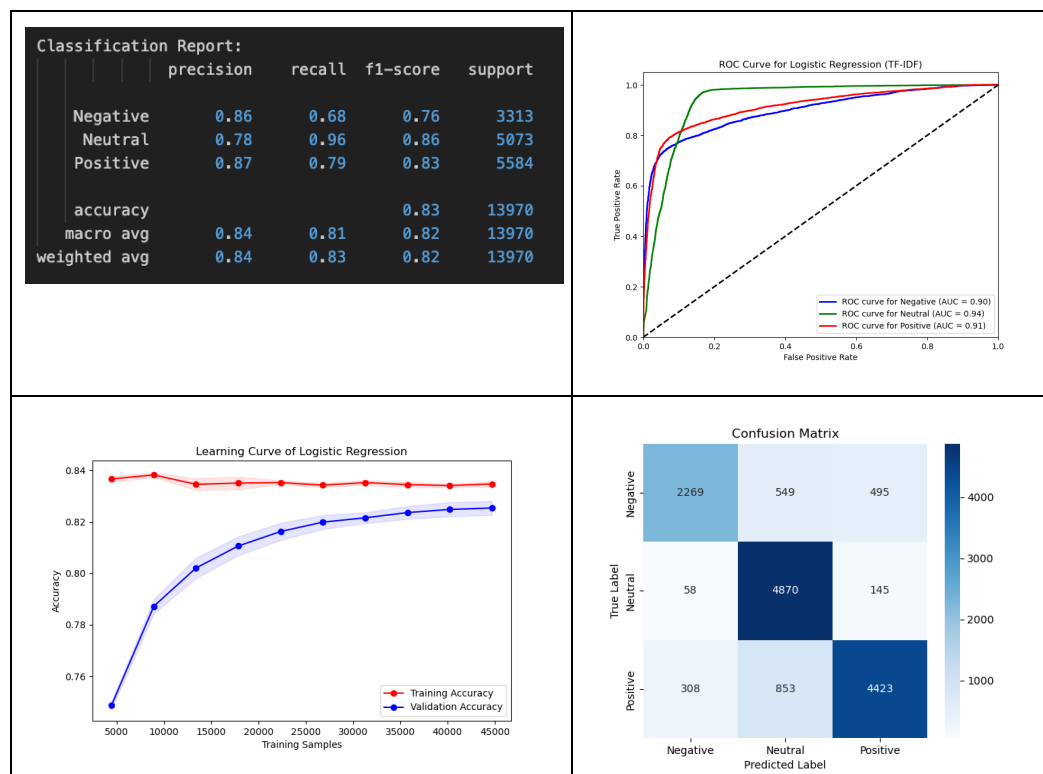 Classification Report:
precision recall f1-score support
Negative 0.86 0.68 0.76 3313
Neutral 0.78 0.96 0.86 5073
Positive 0.87 0.79 0.83 5584
accuracy 0.83 13970
macro avg 0.84 0.81 0.82 13970
weighted avg 0.84 0.83 0.82 13970
ROC Curve for Logistic Regression (TF-IDF)
1.0
0.8
0.6
0.4
0.2
0.0
True Positive Rate
ROC curve for Negative (AUC = 0.90)
ROC curve for Neutral (AUC = 0.94)
ROC curve for Positive (AUC = 0.91)
0.0 0.2 0.4 0.6 0.8 1.0
False Positive Rate
Learning Curve of Logistic Regression
0.84
0.82
0.80
0.78
0.76
Accuracy
Training Accuracy
Validation Accuracy
5000 10000 15000 20000 25000 30000 35000 40000 45000
Training Samples
Confusion Matrix
Negative 2269 549 495
Neutral 58 4870 145
Positive 308 853 4423
True Label
Negative Neutral Positive
Predicted Label
4000
3000
2000
1000